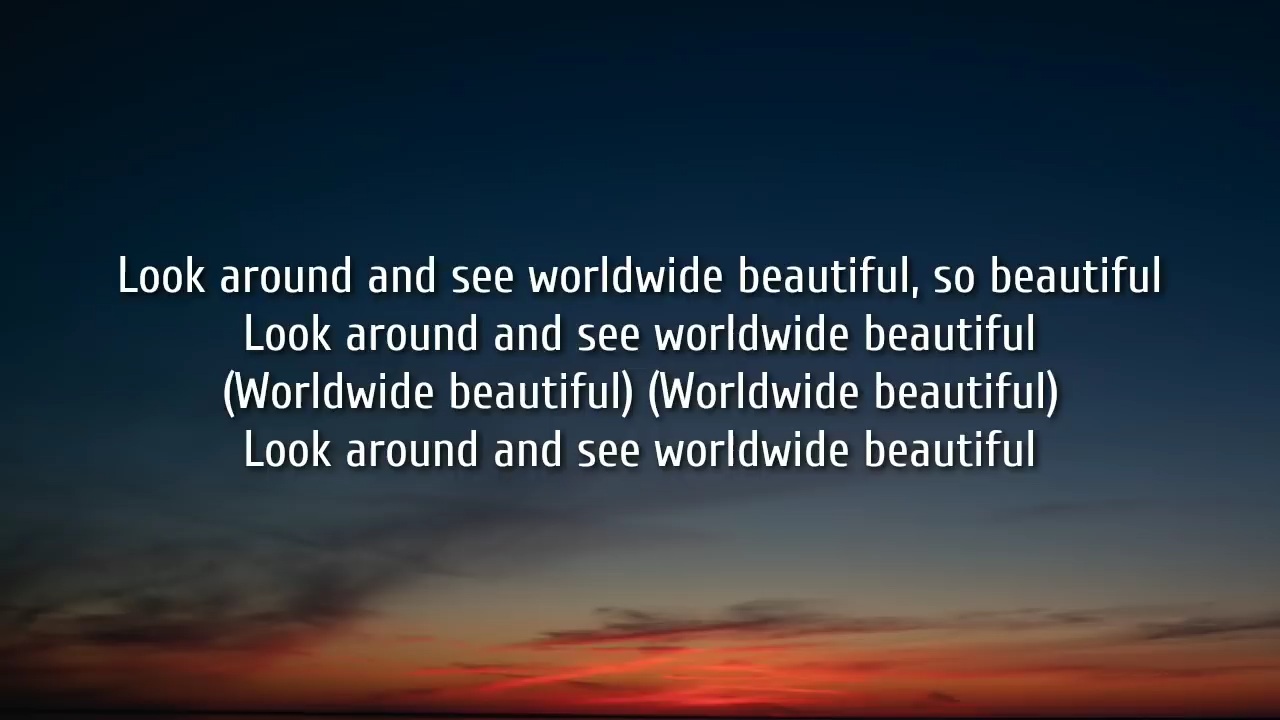 Look around and see worldwide beautiful, so beautiful
Look around and see worldwide beautiful
(Worldwide beautiful) (Worldwide beautiful)
Look around and see worldwide beautiful